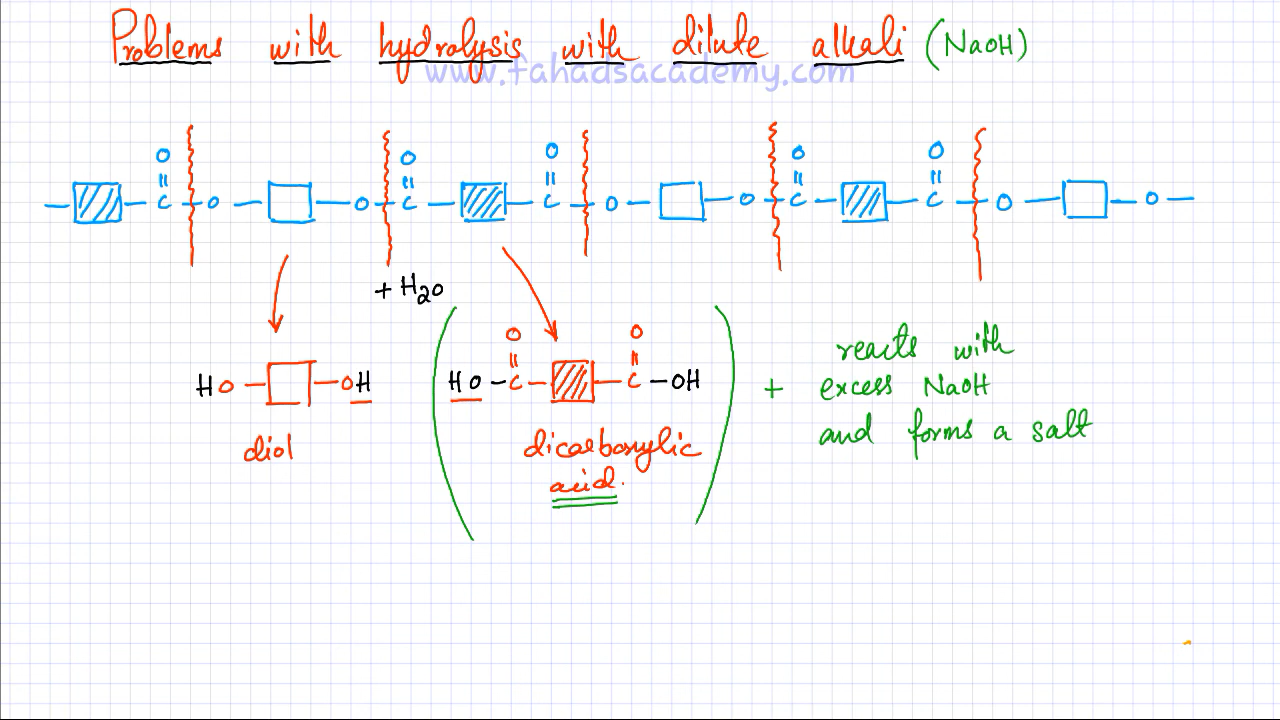 Problems with hydrolysis with dilute alkali (NaOH)
www.fahadsacademy.com
O O O O O
|| || || || ||
— C — O — — O — C — — C — O — — O — C — — C — O — — O —
+ H2O
O O
|| ||
HO — — OH
HO — C — — C — OH
diol
dicarboxylic
acid.
+ reacts with
excess NaOH
and forms a salt